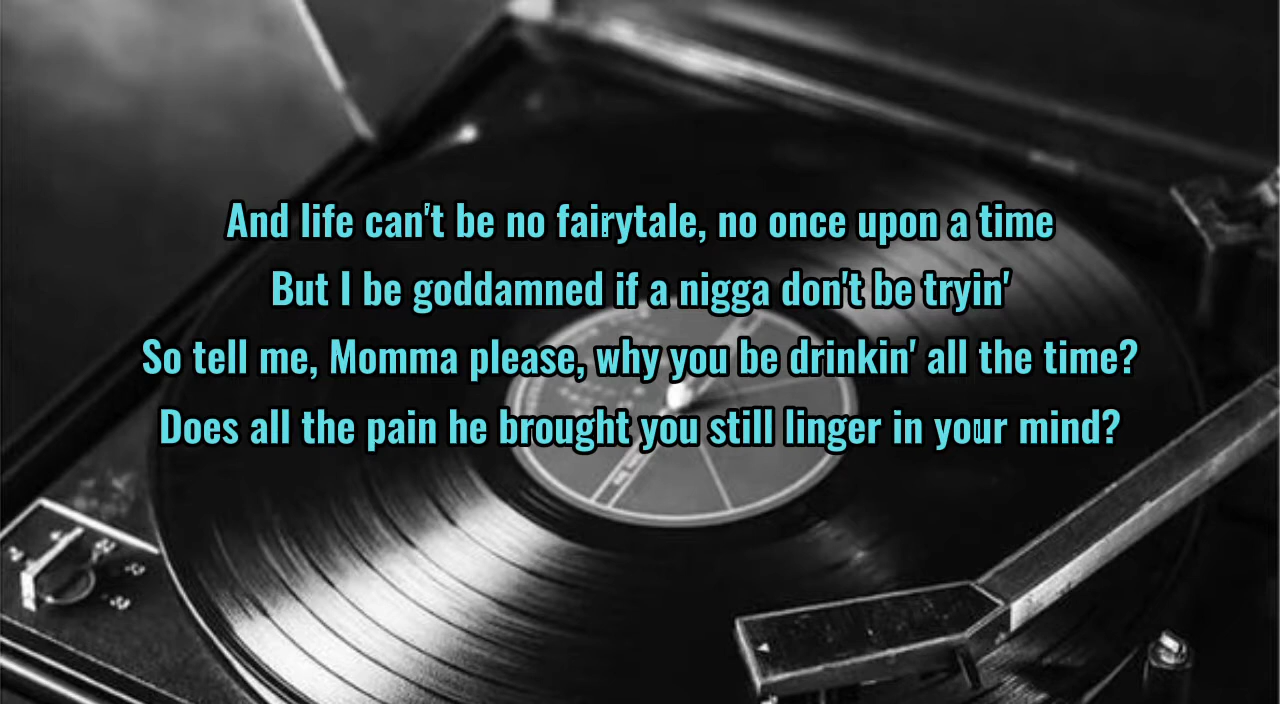 And life can't be no fairytale, no once upon a time
But I be goddamned if a nigga don't be tryin'
So tell me, Momma please, why you be drinkin' all the time?
Does all the pain he brought you still linger in your mind?